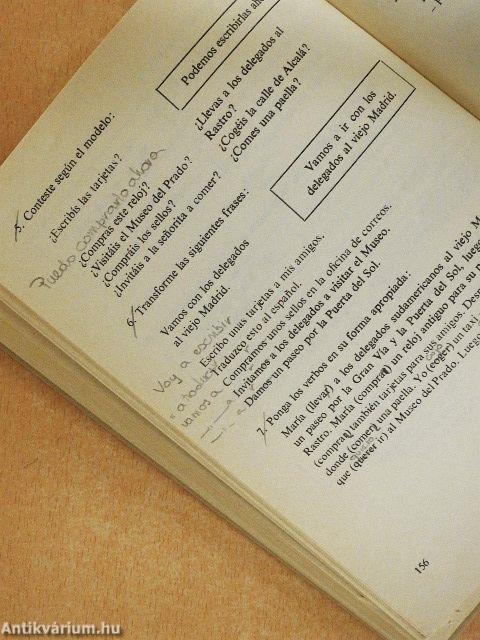 5. Conteste según el modelo:
¿Escribís las tarjetas?
Podemos escribirlas
Puedo comprarlo ahora
¿Compras este reloj?
¿Visitáis el Museo del Prado?
¿Compráis los sellos?
¿Invitáis a la señorita a comer?
¿Llevas a los delegados al
Rastro?
¿Cogéis la calle de Alcalá?
¿Comes una paella?
6. Transforme las siguientes frases:
Vamos con los delegados
al viejo Madrid.
Vamos a ir con los
delegados al viejo Madrid.
Voy a escribir
Escribo unas tarjetas a mis amigos.
Traduzco esto al español.
vamos a
Compramos unos sellos en la oficina de correos.
Invitamos a los delegados a visitar el Museo.
Damos un paseo por la Puerta del Sol.
7. Ponga los verbos en su forma apropiada:
María (llevar) a los delegados sudamericanos al viejo
un paseo por la Gran Vía y la Puerta del Sol, luego
Rastro. María (comprar) un reloj antiguo para su
(comprar) también tarjetas para sus amigos.
donde (comer) una paella. Yo (coger) un taxi
que (querer ir) al Museo del Prado. Luego
156
Antikvárium.hu